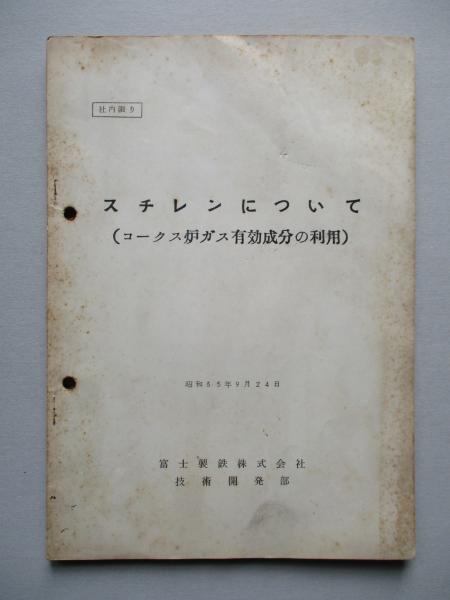 社内限り
スチレンについて
(コークス炉ガス有効成分の利用)
昭和35年9月24日
富士製鉄株式会社
技術開発部